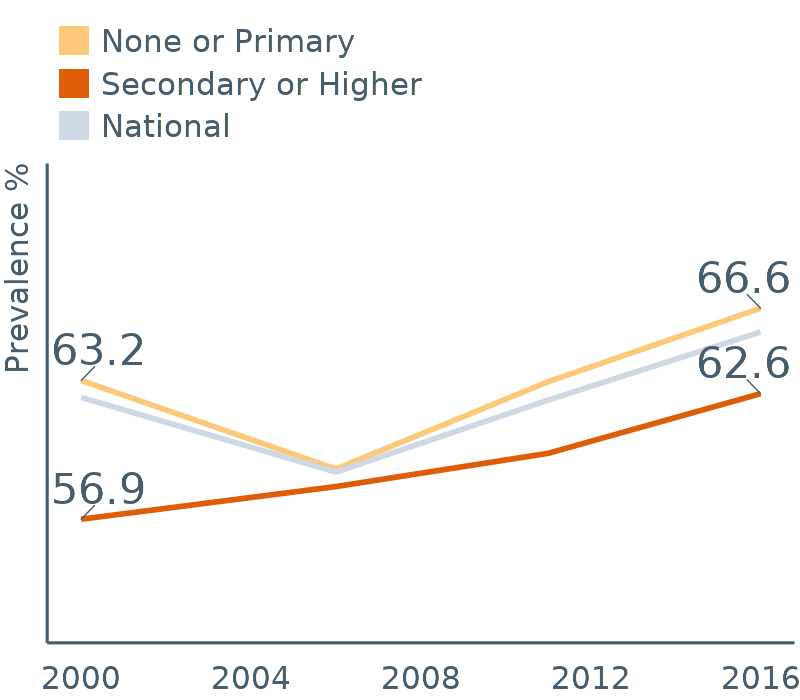 None or Primary
Secondary or Higher
National
Prevalence %
66.6
63.2
62.6
56.9
2000 2004 2008 2012 2016